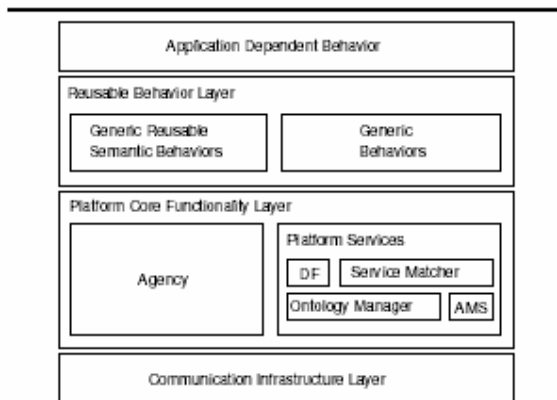 Application Dependent Behavior
Reusable Behavior Layer
Generic Reusable
Semantic Behaviors
Generic
Behaviors
Platform Core Functionality Layer
Agency
Platform Services
DF
Service Matcher
Ontology Manager
AMS
Communication Infrastructure Layer